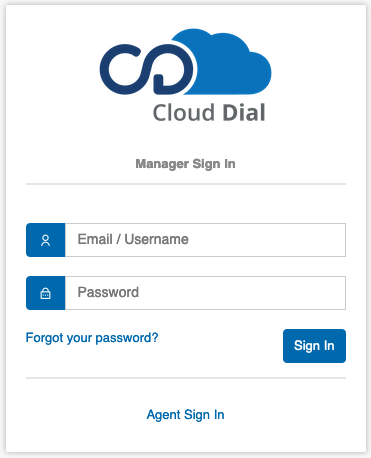 Cloud Dial
Manager Sign In
Email / Username
Password
Forgot your password?
Sign In
Agent Sign In